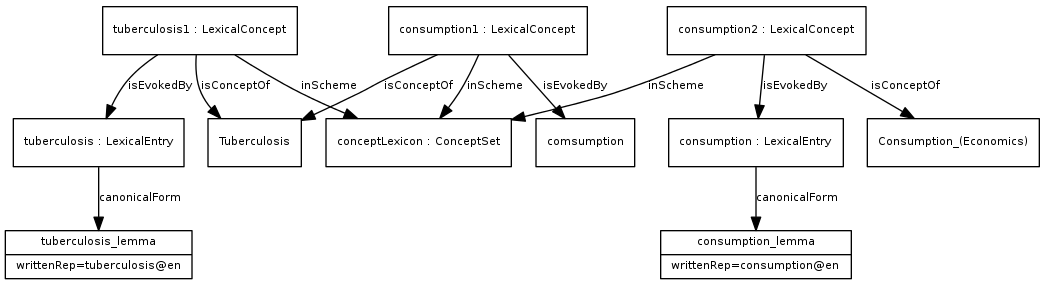 tuberculosis1 : LexicalConcept
consumption1 : LexicalConcept
consumption2 : LexicalConcept
isEvokedBy
isConceptOf
inScheme
isConceptOf
inScheme
isEvokedBy
inScheme
isEvokedBy
isConceptOf
tuberculosis : LexicalEntry
Tuberculosis
conceptLexicon : ConceptSet
comsumption
consumption : LexicalEntry
Consumption_(Economics)
canonicalForm
canonicalForm
tuberculosis_lemma
writtenRep=tuberculosis@en
consumption_lemma
writtenRep=consumption@en